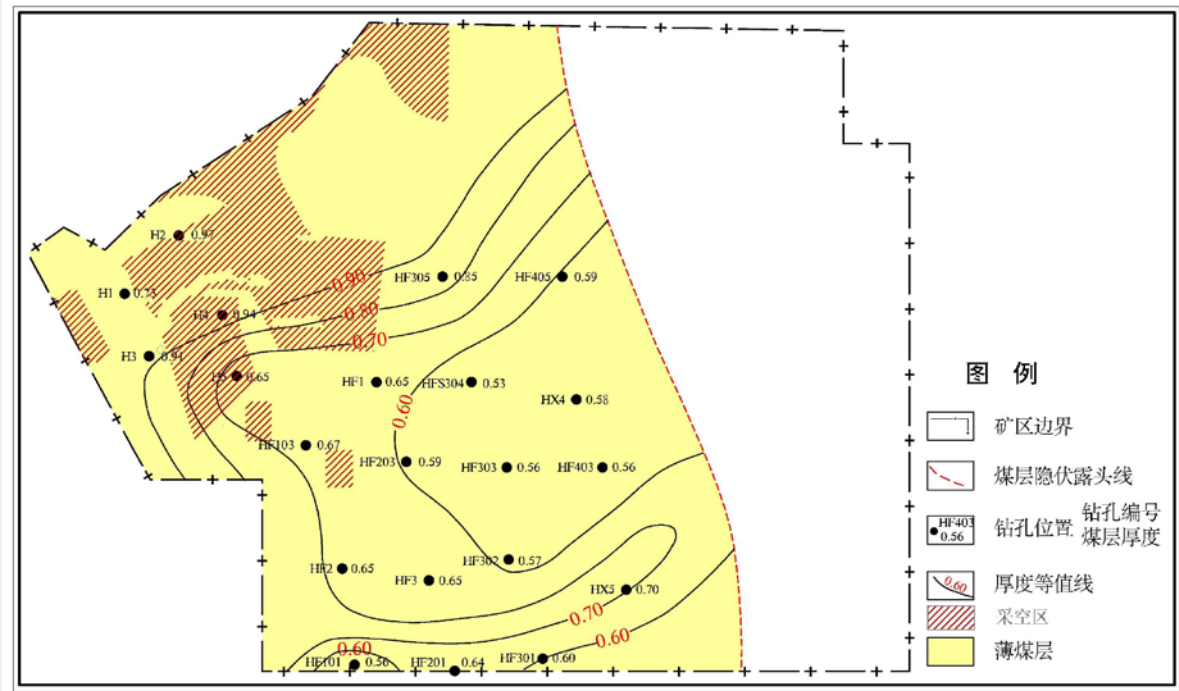 H2 0.97
H1 0.73
HF305 0.85
HF405 0.59
0.90
0.80
H4 0.94
0.70
H3 0.94
H5 0.65
HF1 0.65
HFS304 0.53
HX4 0.58
0.60
HF103 0.67
HF203 0.59
HF303 0.56
HF403 0.56
HF302 0.57
HF2 0.65
HF3 0.65
HX5 0.70
0.70
0.60
0.60
HF101 0.56
HF201 0.64
HF301 0.60
图 例
矿区边界
煤层隐伏露头线
HF403
0.56
钻孔位置
钻孔编号
煤层厚度
0.60
厚度等值线
采空区
薄煤层